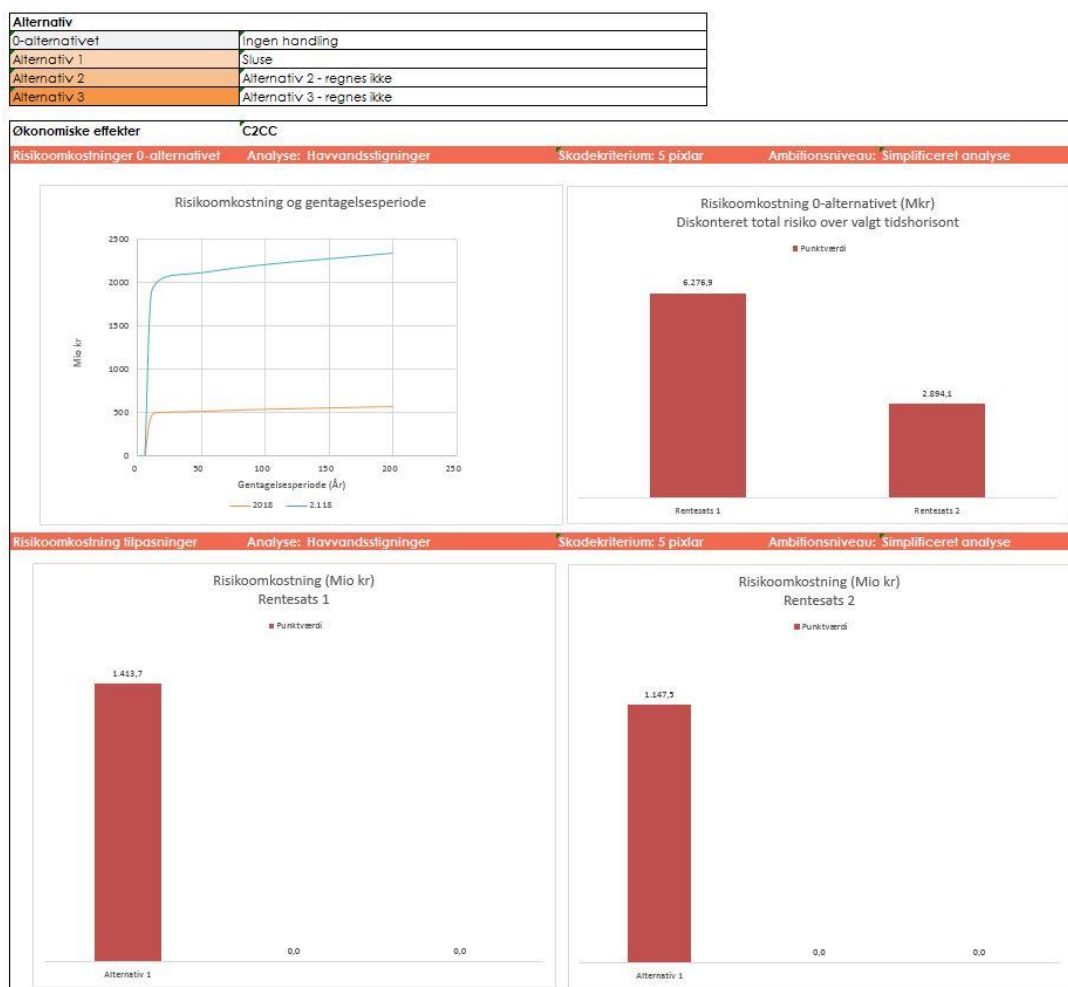 Alternativ
0-alternativet Ingen handling
Alternativ 1 Sluse
Alternativ 2 Alternativ 2 - regnes ikke
Alternativ 3 Alternativ 3 - regnes ikke
Økonomiske effekter C2CC
Risikoomkostninger 0-alternativet Analyse: Havvandsstigninger Skadekriterium: 5 pixlar Ambitionsniveau: Simplificeret analyse
Risikoomkostning og gentagelsesperiode
2500
2000
1500
1000
500
0
Mio kr
0 50 100 150 200 250
Gentagelsesperiode (År)
2018 2.118
Risikoomkostning 0-alternativet (Mkr)
Diskonteret total risiko over valgt tidshorisont
Punktværdi
6.276,9
2.894,1
Rentesats 1 Rentesats 2
Risikoomkostning tilpasninger Analyse: Havvandsstigninger Skadekriterium: 5 pixlar Ambitionsniveau: Simplificeret analyse
Risikoomkostning (Mio kr)
Rentesats 1
Punktværdi
1.413,7
0,0 0,0
Alternativ 1
Risikoomkostning (Mio kr)
Rentesats 2
Punktværdi
1.147,5
0,0 0,0
Alternativ 1